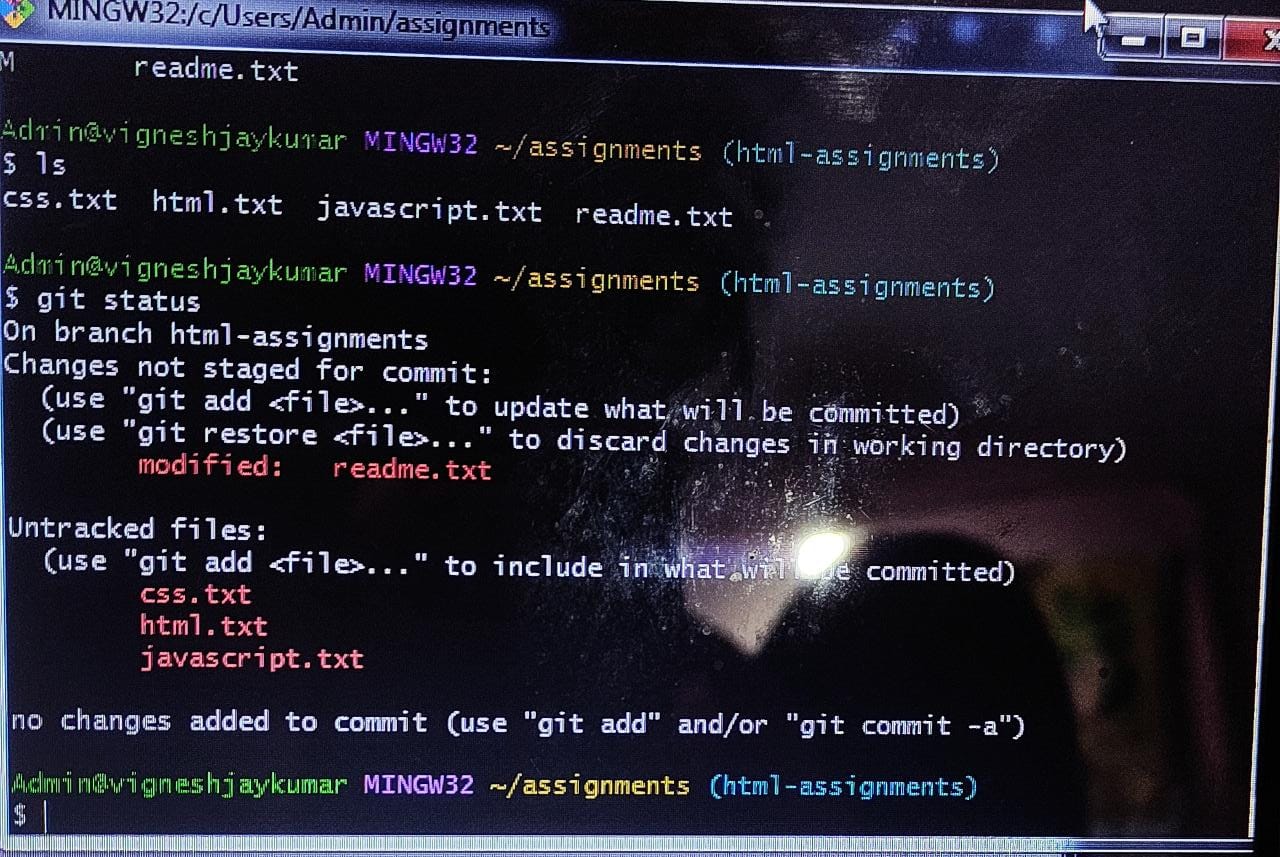 MINGW32:/c/Users/Admin/assignments
M readme.txt
Admin@vigneshjaykumar MINGW32 ~/assignments (html-assignments)
$ ls
css.txt html.txt javascript.txt readme.txt
Admin@vigneshjaykumar MINGW32 ~/assignments (html-assignments)
$ git status
On branch html-assignments
Changes not staged for commit:
(use "git add <file>..." to update what will be committed)
(use "git restore <file>..." to discard changes in working directory)
modified: readme.txt
Untracked files:
(use "git add <file>..." to include in what will be committed)
css.txt
html.txt
javascript.txt
no changes added to commit (use "git add" and/or "git commit -a")
Admin@vigneshjaykumar MINGW32 ~/assignments (html-assignments)
$